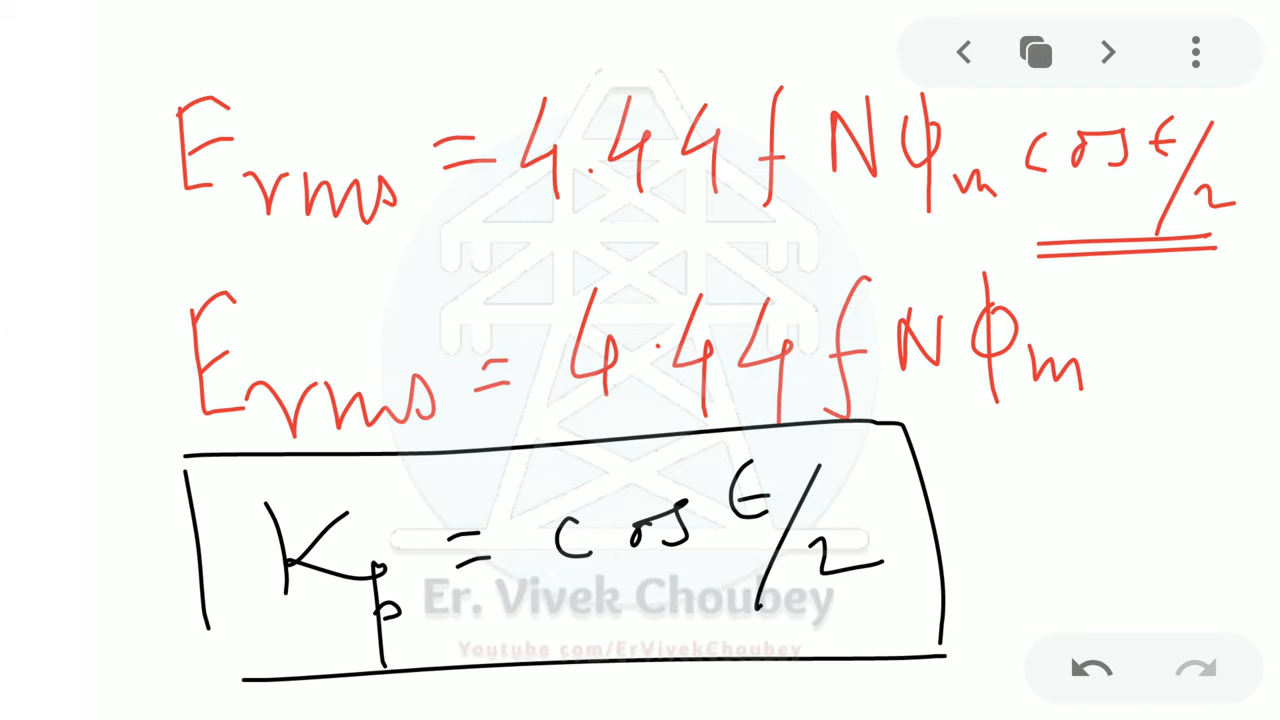 Erms = 4.44 f N φm cos ε/2
Erms = 4.44 f N φm
Kp = cos ε/2
Er. Vivek Choubey
Youtube com/ErVivekChoubey